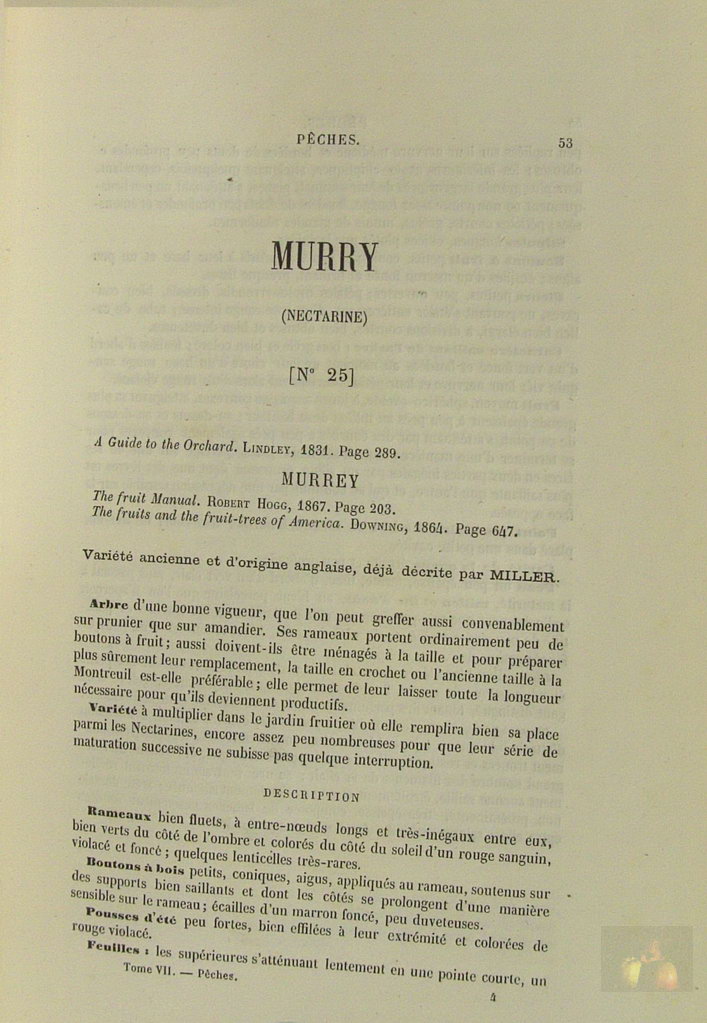 PÊCHES.
53
MURRY
(NECTARINE)
[N° 25]
A Guide to the Orchard. LINDLEY, 1831. Page 289.
MURREY
The fruit Manual. ROBERT HOGG, 1867. Page 203.
The fruits and the fruit-trees of America. DOWNING, 1864. Page 647.
Variété ancienne et d'origine anglaise, déjà décrite par MILLER.
Arbre d'une bonne vigueur, que l'on peut greffer aussi convenablement
sur prunier que sur amandier. Ses rameaux portent ordinairement peu de
boutons à fruit; aussi doivent-ils être ménagés à la taille et pour préparer
plus sûrement leur remplacement, la taille en crochet ou l'ancienne taille à la
Montreuil est-elle préférable; elle permet de leur laisser toute la longueur
nécessaire pour qu'ils deviennent productifs.
Variété à multiplier dans le jardin fruitier où elle remplira bien sa place
parmi les Nectarines, encore assez peu nombreuses pour que leur série de
maturation successive ne subisse pas quelque interruption.
DESCRIPTION
Rameaux bien fluets, à entre-nœuds longs et très-inégaux entre eux,
bien verts du côté de l'ombre et colorés du côté du soleil d'un rouge sanguin,
violacé et foncé; quelques lenticelles très-rares.
Boutons à bois petits, coniques, aigus, appliqués au rameau, soutenus sur
des supports bien saillants et dont les côtés se prolongent d'une manière
sensible sur le rameau; écailles d'un marron foncé, peu duveteuses.
Pousses d'été peu fortes, bien effilées à leur extrémité et colorées de
rouge violacé.
Feuilles: les supérieures s'atténuant lentement en une pointe courte, un
Tome VII. — Pêches.
4